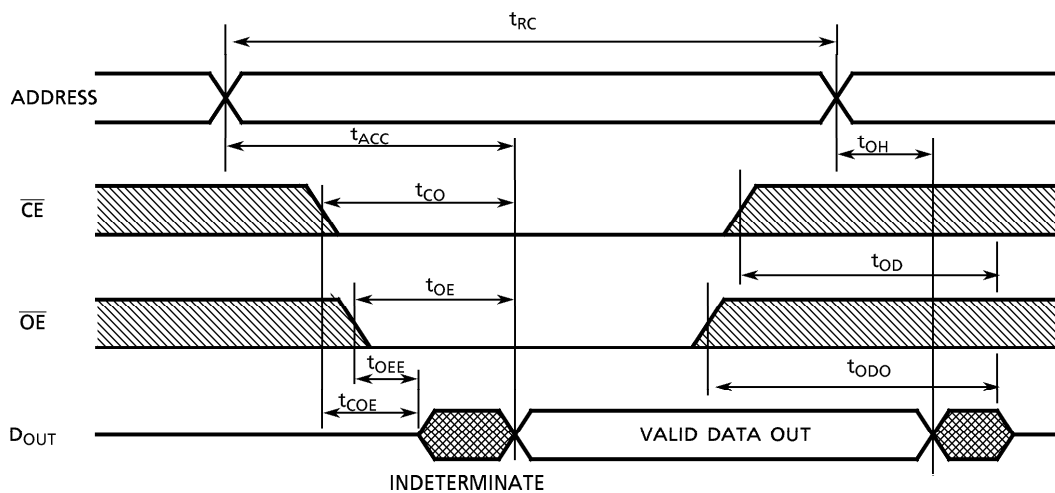 tRC
ADDRESS
tACC
tOH
tCO
CE
tOD
tOE
OE
tOEE
tODO
tCOE
DOUT
VALID DATA OUT
INDETERMINATE